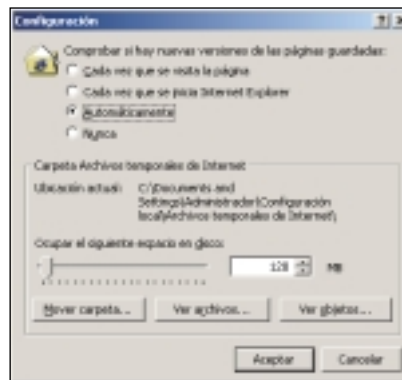 Configuración
Comprobar si hay nuevas versiones de las páginas guardadas:
Cada vez que se visita la página
Cada vez que se inicia Internet Explorer
Automáticamente
Nunca
Carpeta Archivos temporales de Internet
Ubicación actual: C:\Documents and
Settings\Administrador\Configuración
local\Archivos temporales de Internet\
Ocupar el siguiente espacio en disco:
128 MB
Mover carpeta... Ver archivos... Ver objetos...
Aceptar Cancelar